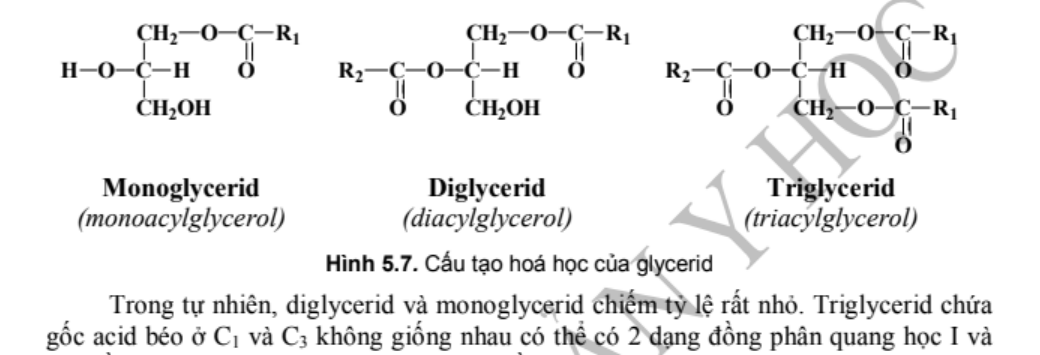 CH₂—O—C—R₁ CH₂—O—C—R₁ CH₂—O—C—R₁
H—O—C—H O R₂—C—O—C—H O R₂—C—O—C—H O
CH₂OH O CH₂OH O CH₂—O—C—R₁
O
Monoglycerid Diglycerid Triglycerid
(monoacylglycerol) (diacylglycerol) (triacylglycerol)
Hình 5.7. Cấu tạo hoá học của glycerid
Trong tự nhiên, diglycerid và monoglycerid chiếm tỷ lệ rất nhỏ. Triglycerid chứa
gốc acid béo ở C₁ và C₃ không giống nhau có thể có 2 dạng đồng phân quang học I và